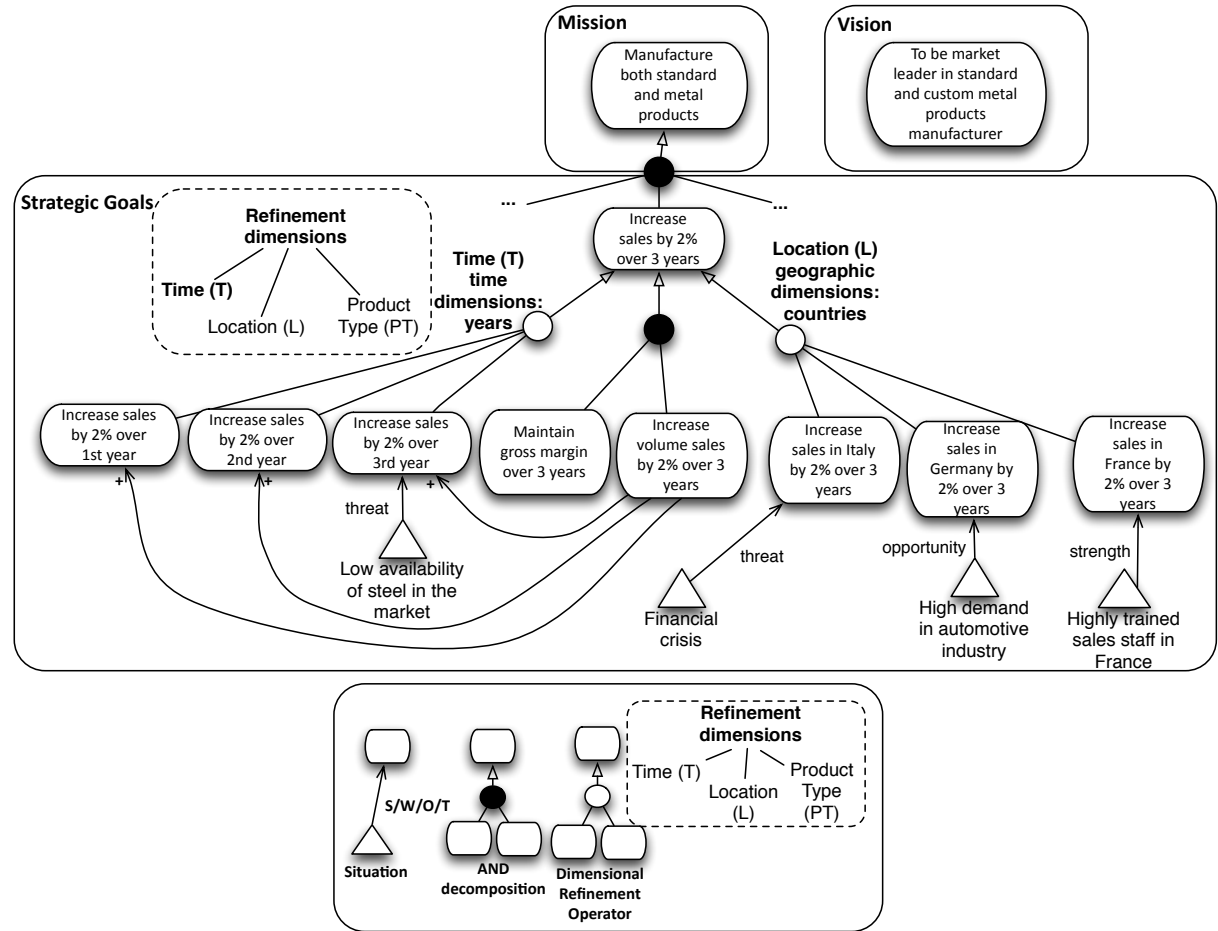 Mission
Manufacture
both standard
and metal
products
Vision
To be market
leader in standard
and custom metal
products
manufacturer
Strategic Goals
Refinement
dimensions
Time (T)
Location (L)
Product
Type (PT)
...
...
Increase
sales by 2%
over 3 years
Time (T)
time
dimensions:
years
Location (L)
geographic
dimensions:
countries
Increase sales
by 2% over
1st year
+
Increase sales
by 2% over
2nd year
+
Increase sales
by 2% over
3rd year
+
Maintain
gross margin
over 3 years
Increase
volume sales
by 2% over 3
years
Increase
sales in Italy
by 2% over 3
years
Increase
sales in
Germany by
2% over 3
years
Increase
sales in
France by
2% over 3
years
threat
Low availability
of steel in the
market
threat
Financial
crisis
opportunity
High demand
in automotive
industry
strength
Highly trained
sales staff in
France
S/W/O/T
Situation
AND
decomposition
Dimensional
Refinement
Operator
Refinement
dimensions
Time (T)
Location
(L)
Product
Type
(PT)